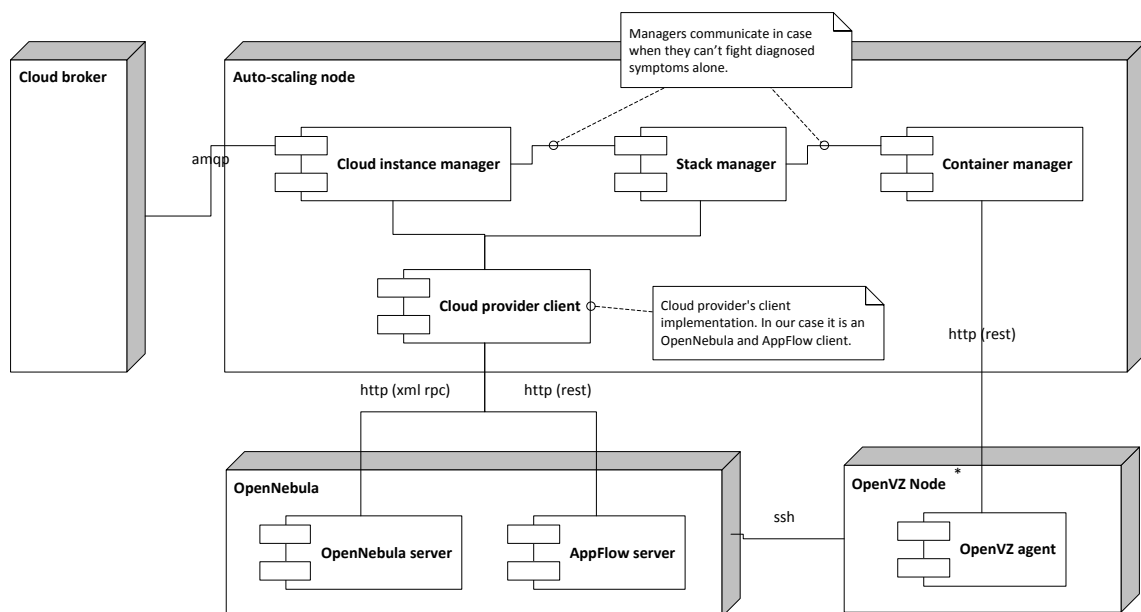 Managers communicate in case
when they can't fight diagnosed
symptoms alone.
Cloud broker
Auto-scaling node
amqp
Cloud instance manager
Stack manager
Container manager
Cloud provider client
Cloud provider's client
implementation. In our case it is an
OpenNebula and AppFlow client.
http (rest)
http (xml rpc)
http (rest)
OpenNebula
OpenVZ Node
*
ssh
OpenNebula server
AppFlow server
OpenVZ agent